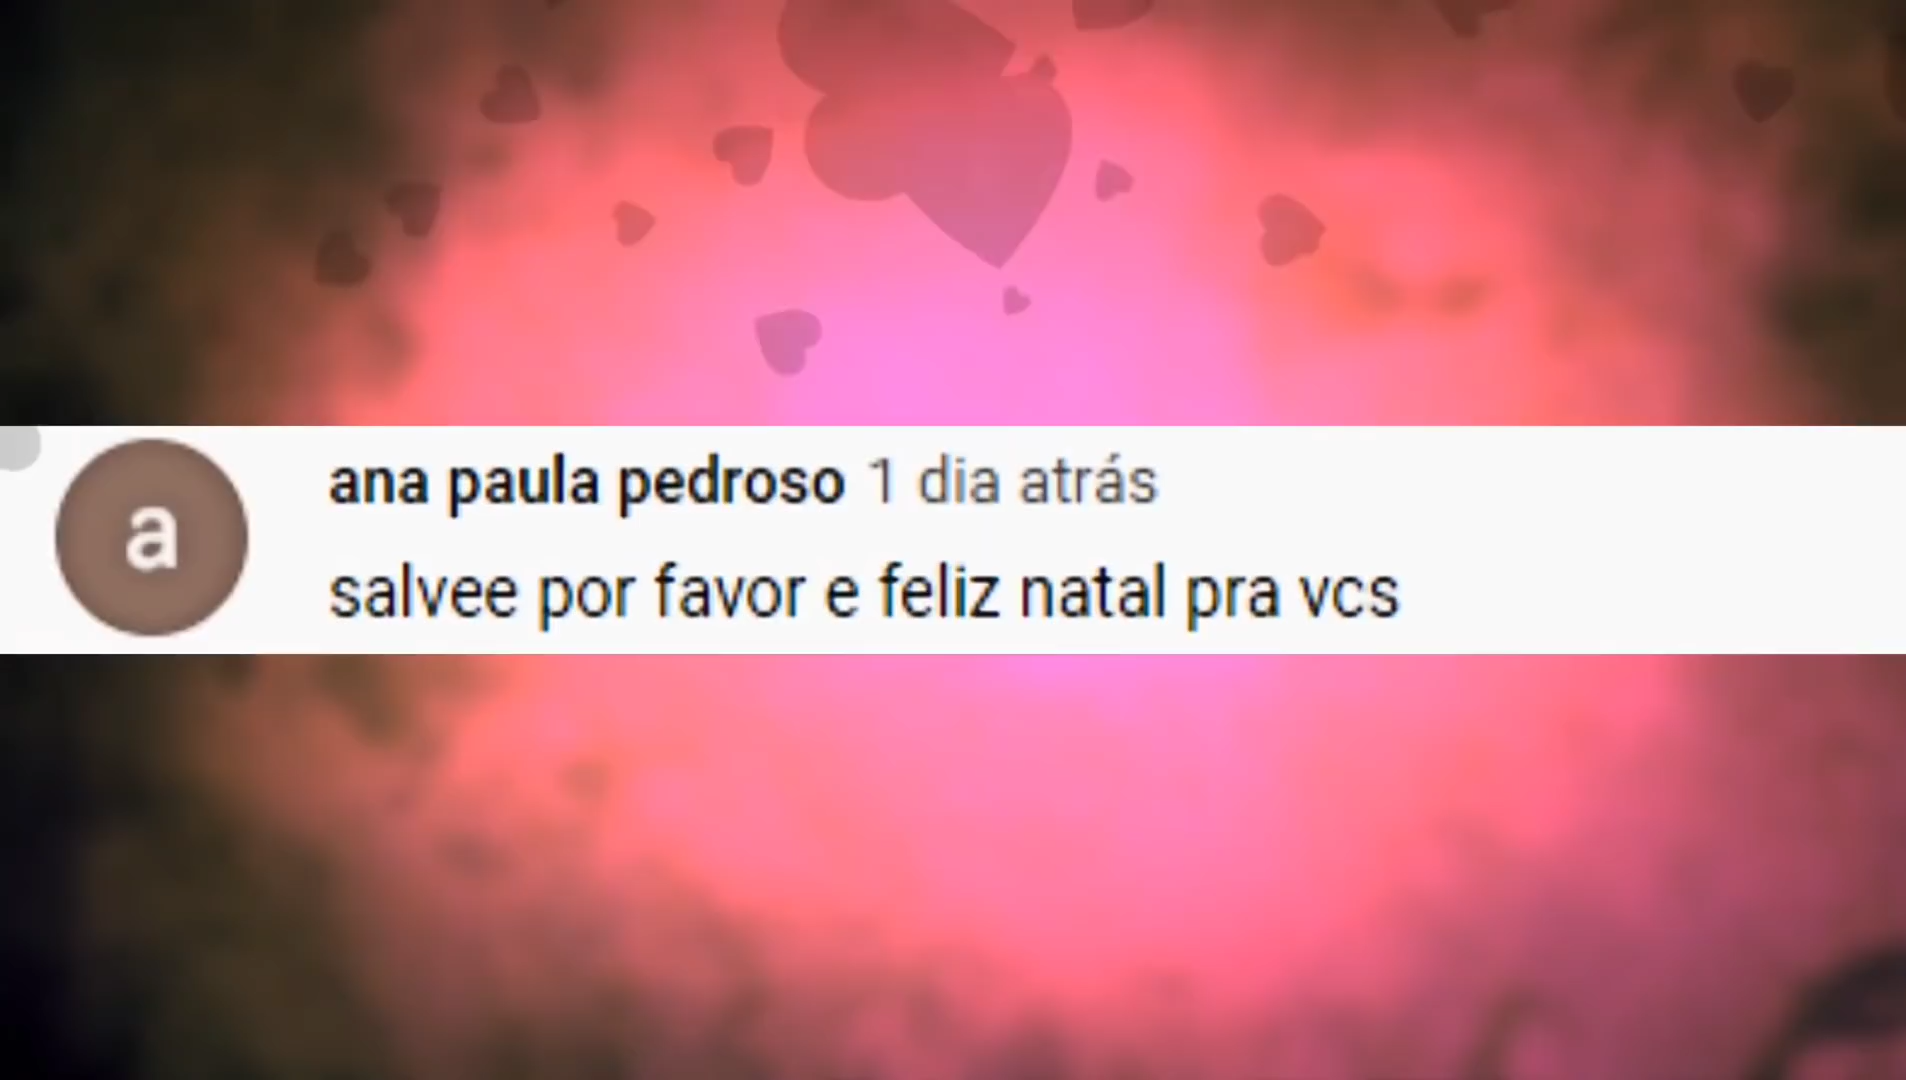 a
ana paula pedroso 1 dia atrás
salvee por favor e feliz natal pra vcs